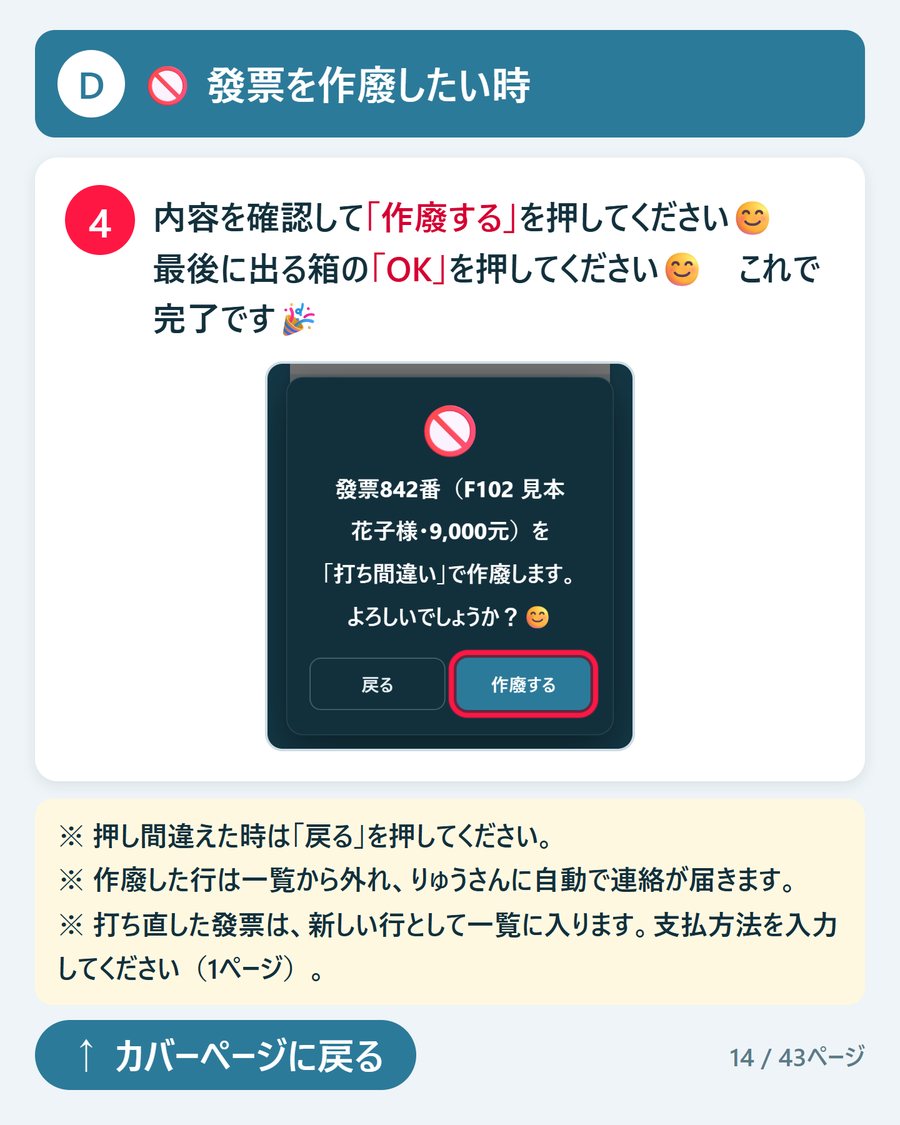 D 🚫 發票を作廢したい時
4 内容を確認して「作廢する」を押してください😊
最後に出る箱の「OK」を押してください😊　これで
完了です🎉
🚫
發票842番（F102 見本
花子様・9,000元）を
「打ち間違い」で作廢します。
よろしいでしょうか？😊
戻る 作廢する
※ 押し間違えた時は「戻る」を押してください。
※ 作廢した行は一覧から外れ、りゅうさんに自動で連絡が届きます。
※ 打ち直した發票は、新しい行として一覧に入ります。支払方法を入力
してください（1ページ）。
↑ カバーページに戻る
14 / 43ページ